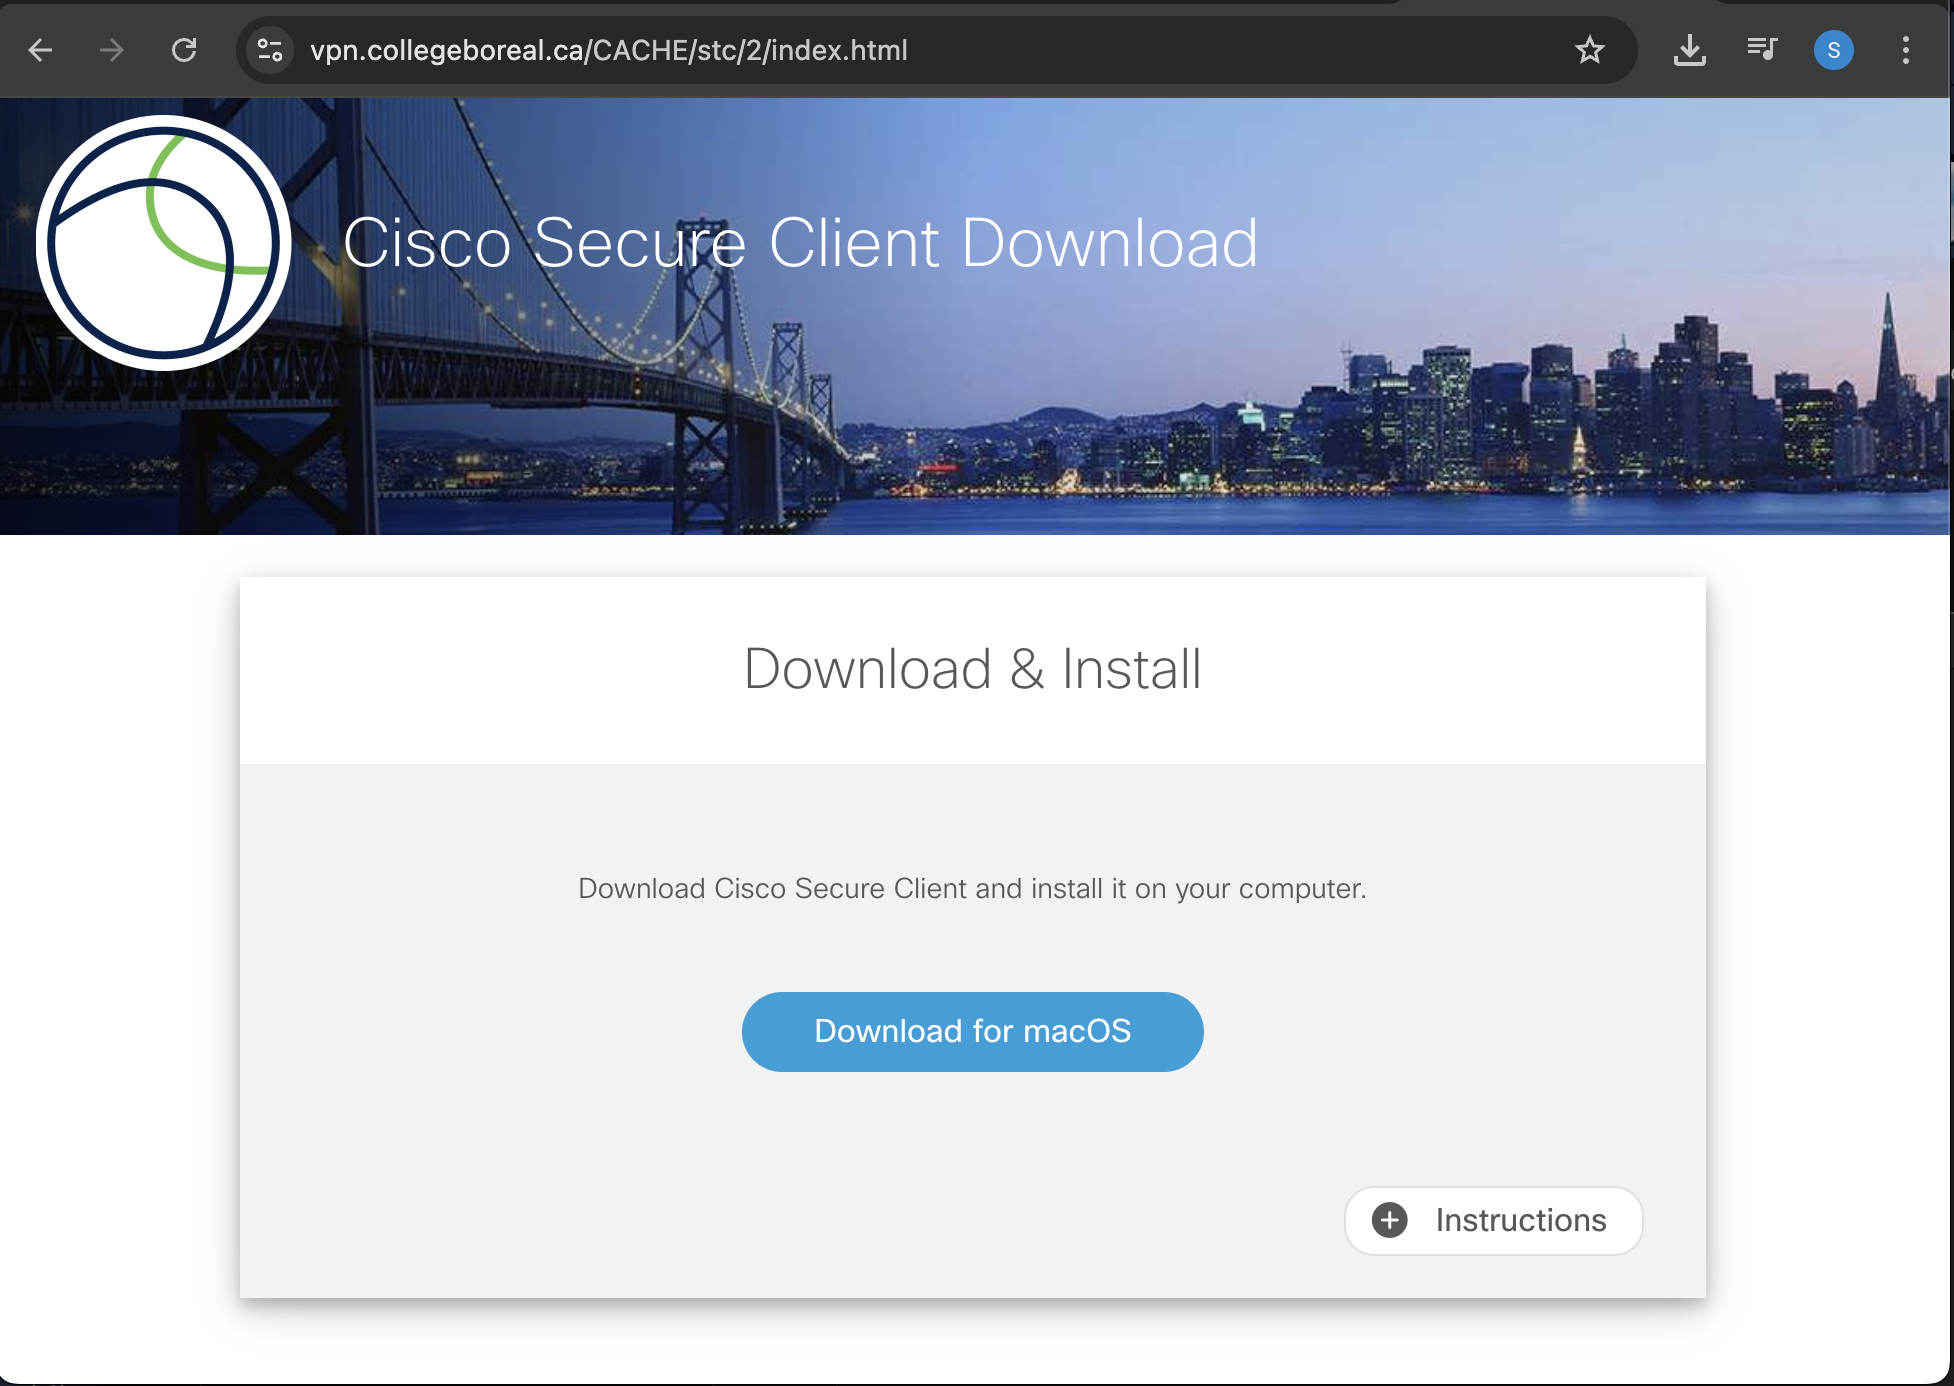 vpn.collegeboreal.ca/CACHE/stc/2/index.html
S
Cisco Secure Client Download
Download & Install
Download Cisco Secure Client and install it on your computer.
Download for macOS
Instructions